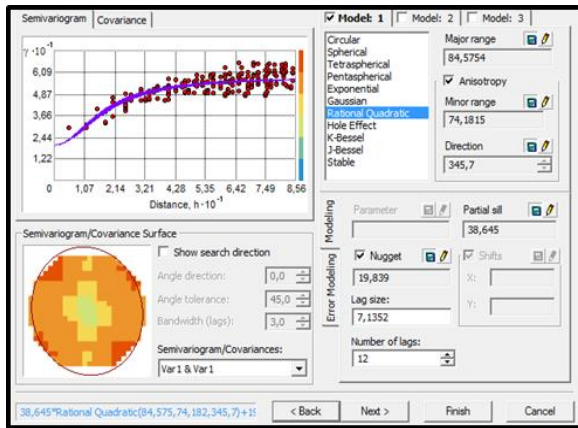 Semivariogram
Covariance
γ ·10⁻¹
6,09
4,87
3,66
2,44
1,22
0 1,07 2,14 3,21 4,28 5,35 6,42 7,49 8,56
Distance, h ·10⁻¹
Semivariogram/Covariance Surface
Show search direction
Angle direction: 0,0
Angle tolerance: 45,0
Bandwidth (lags): 3,0
Semivariogram/Covariances:
Var1 & Var1
Model: 1 Model: 2 Model: 3
Circular
Spherical
Tetraspherical
Pentaspherical
Exponential
Gaussian
Rational Quadratic
Hole Effect
K-Bessel
J-Bessel
Stable
Major range
84,5754
Anisotropy
Minor range
74,1815
Direction
345,7
Modeling
Error Modeling
Parameter
Partial sill
38,645
Nugget
19,839
Shifts
X:
Y:
Lag size:
7,1352
Number of lags:
12
38,645*Rational Quadratic(84,575,74,182,345,7)+19
< Back
Next >
Finish
Cancel